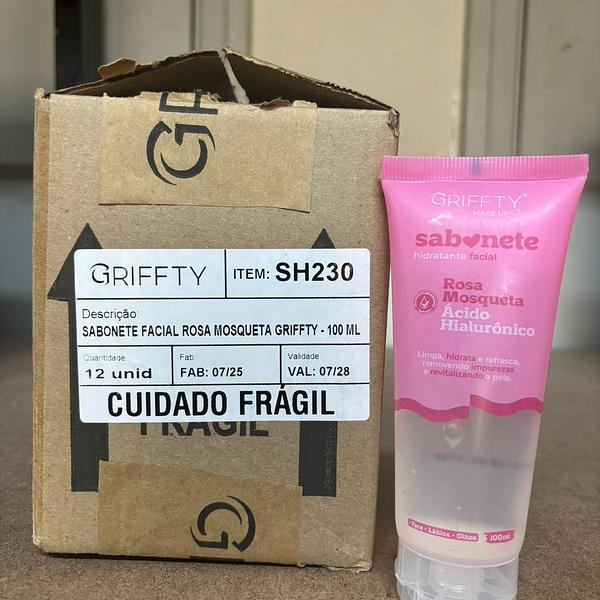 GRIFFTY
ITEM: SH230
Descrição:
SABONETE FACIAL ROSA MOSQUETA GRIFFTY - 100 ML
Quantidade
12 unid
Fab:
FAB: 07/25
Validade
VAL: 07/28
CUIDADO FRÁGIL
FRÁGIL
GRIFFTY
MAKE UP
sabonete
hidratante facial
Rosa
Mosqueta
Ácido
Hialurônico
Limpa, hidrata e refresca,
removendo impurezas
e revitalizando a pele.
• Face • Lábios • Olhos
100ml